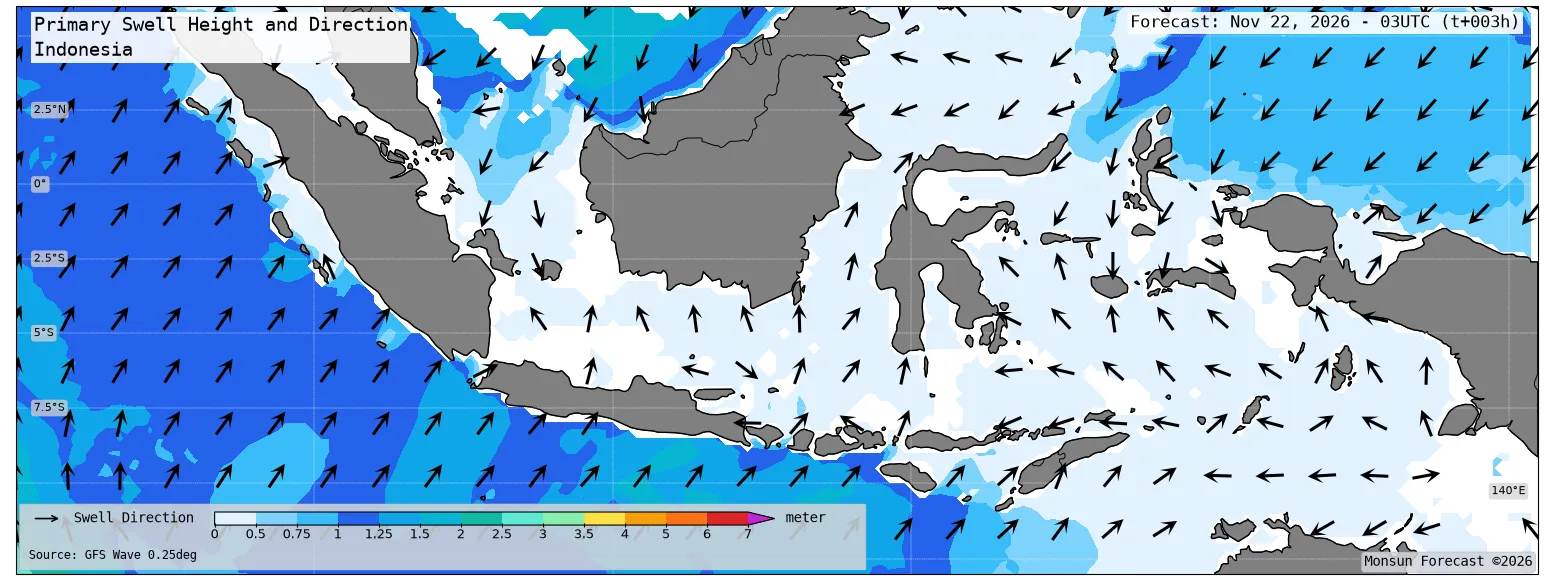 Primary Swell Height and Direction
Indonesia
Forecast: Nov 22, 2026 - 03UTC (t+003h)
2.5°N
0°
2.5°S
5°S
7.5°S
140°E
Swell Direction
0 0.5 0.75 1 1.25 1.5 2 2.5 3 3.5 4 5 6 7
meter
Source: GFS Wave 0.25deg
Monsun Forecast ©2026